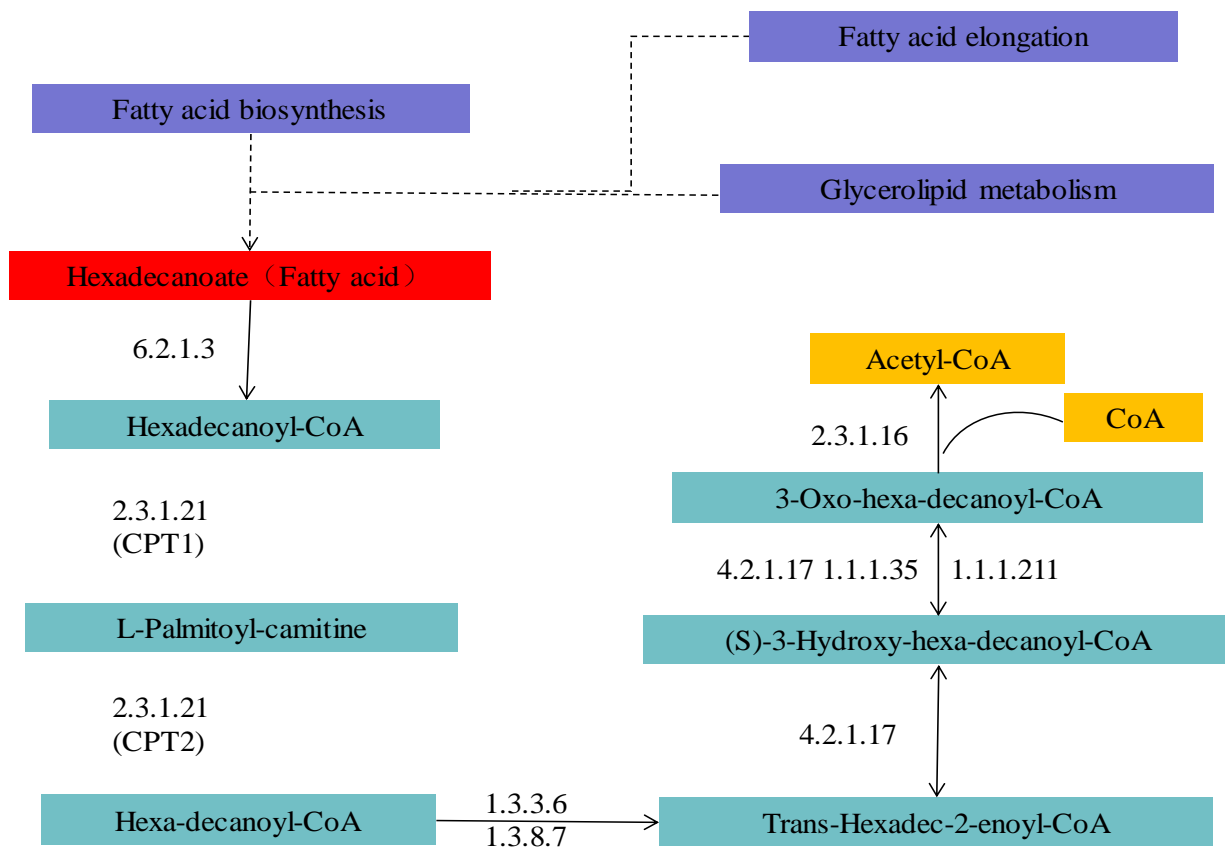 Fatty acid elongation
Fatty acid biosynthesis
Glycerolipid metabolism
Hexadecanoate（Fatty acid）
6.2.1.3
Acetyl-CoA
Hexadecanoyl-CoA
CoA
2.3.1.16
3-Oxo-hexa-decanoyl-CoA
2.3.1.21
(CPT1)
4.2.1.17 1.1.1.35
1.1.1.211
L-Palmitoyl-camitine
(S)-3-Hydroxy-hexa-decanoyl-CoA
2.3.1.21
(CPT2)
4.2.1.17
Hexa-decanoyl-CoA
1.3.3.6
1.3.8.7
Trans-Hexadec-2-enoyl-CoA